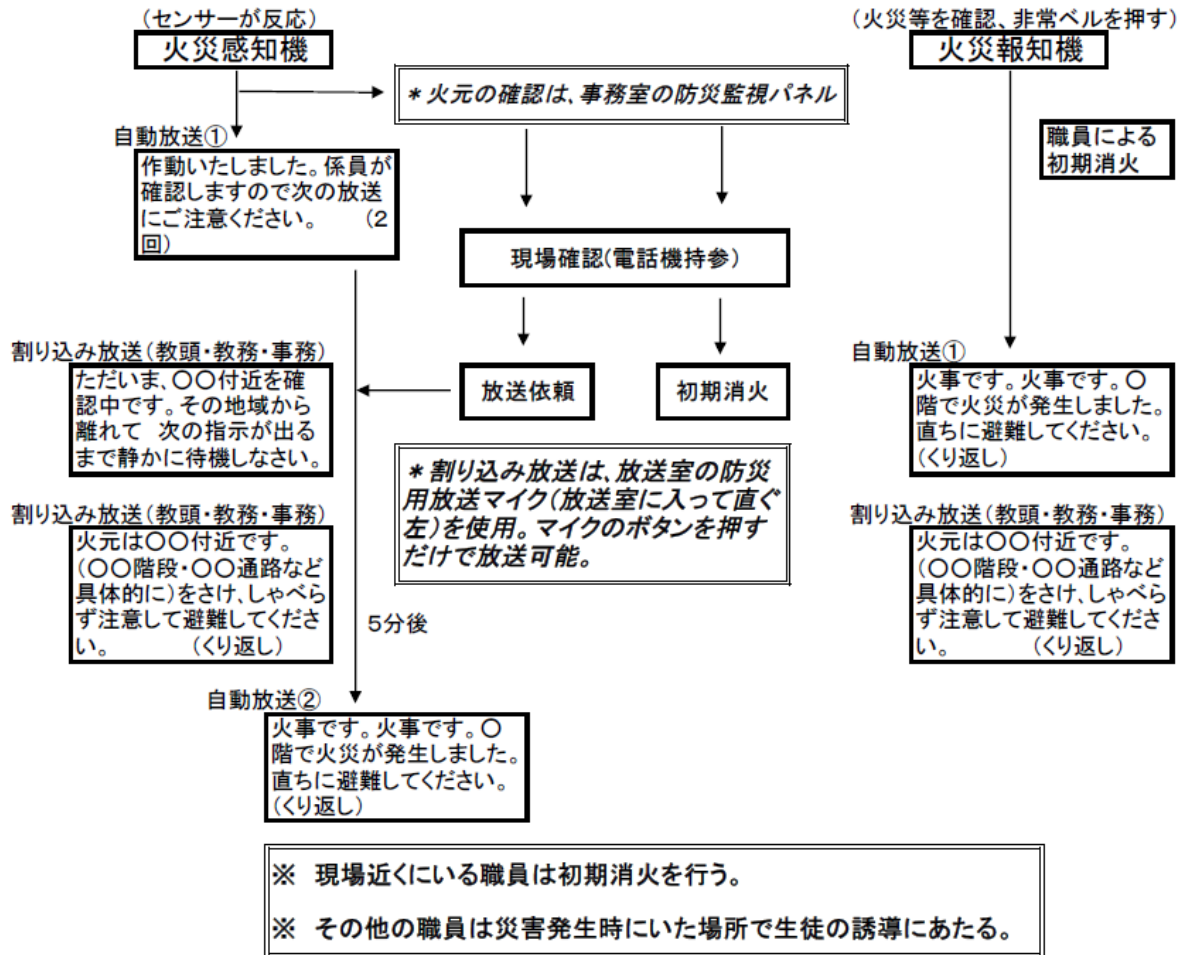 (センサーが反応)
火災感知機
(火災等を確認、非常ベルを押す)
火災報知機
*火元の確認は、事務室の防災監視パネル
自動放送①
作動いたしました。係員が
確認しますので次の放送
にご注意ください。 (2
回)
職員による
初期消火
現場確認(電話機持参)
割り込み放送(教頭・教務・事務)
ただいま、〇〇付近を確
認中です。その地域から
離れて 次の指示が出る
まで静かに待機しなさい。
放送依頼
初期消火
自動放送①
火事です。火事です。〇
階で火災が発生しました。
直ちに避難してください。
(くり返し)
*割り込み放送は、放送室の防災
用放送マイク(放送室に入って直ぐ
左)を使用。マイクのボタンを押す
だけで放送可能。
割り込み放送(教頭・教務・事務)
火元は〇〇付近です。
(〇〇階段・〇〇通路など
具体的に)をさけ、しゃべら
ず注意して避難してくださ
い。 (くり返し)
割り込み放送(教頭・教務・事務)
火元は〇〇付近です。
(〇〇階段・〇〇通路など
具体的に)をさけ、しゃべら
ず注意して避難してくださ
い。 (くり返し)
5分後
自動放送②
火事です。火事です。〇
階で火災が発生しました。
直ちに避難してください。
(くり返し)
※ 現場近くにいる職員は初期消火を行う。
※ その他の職員は災害発生時にいた場所で生徒の誘導にあたる。